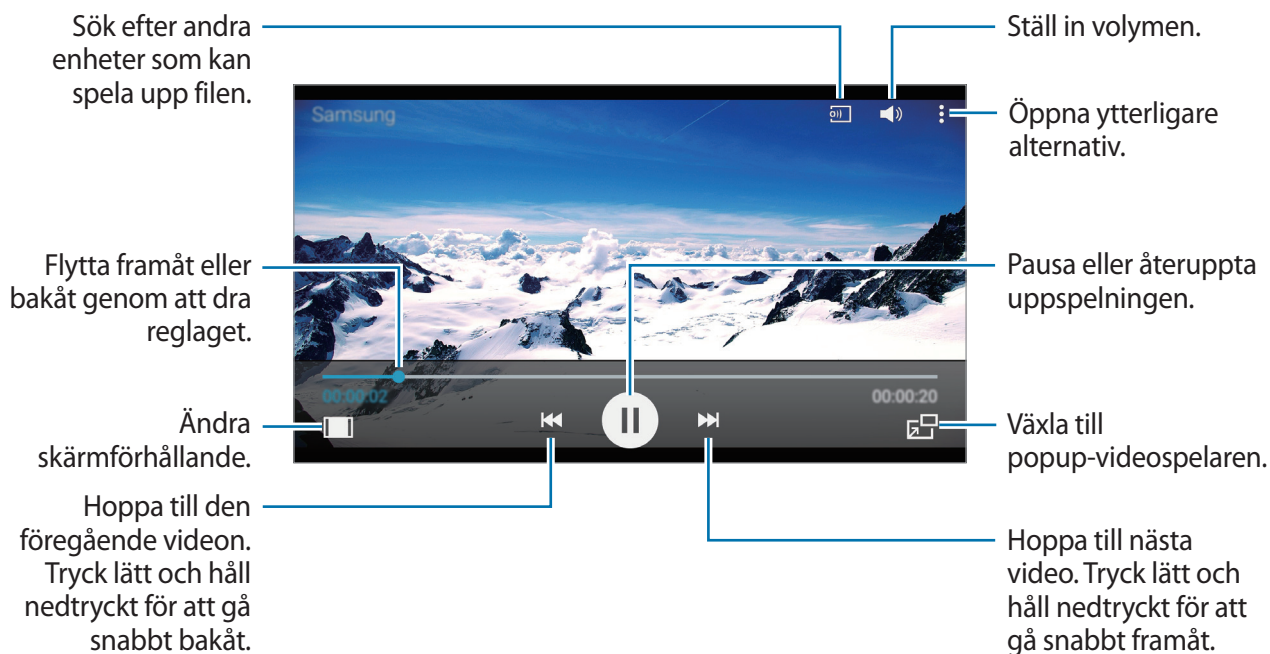 Sök efter andra
enheter som kan
spela upp filen.
Ställ in volymen.
Samsung
Öppna ytterligare
alternativ.
Flytta framåt eller
bakåt genom att dra
reglaget.
Pausa eller återuppta
uppspelningen.
00:00:02
00:00:20
Ändra
skärmförhållande.
Växla till
popup-videospelaren.
Hoppa till den
föregående videon.
Tryck lätt och håll
nedtryckt för att gå
snabbt bakåt.
Hoppa till nästa
video. Tryck lätt och
håll nedtryckt för att
gå snabbt framåt.